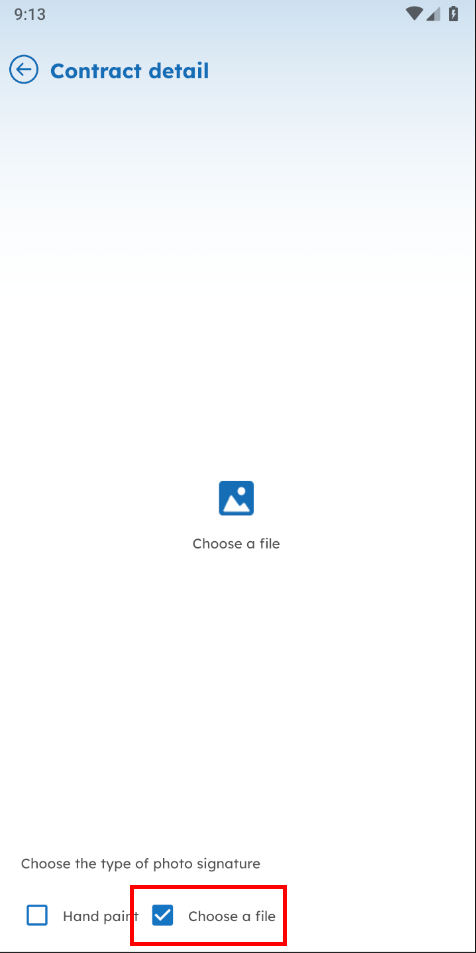 9:13
Contract detail
Choose a file
Choose the type of photo signature
Hand paint Choose a file